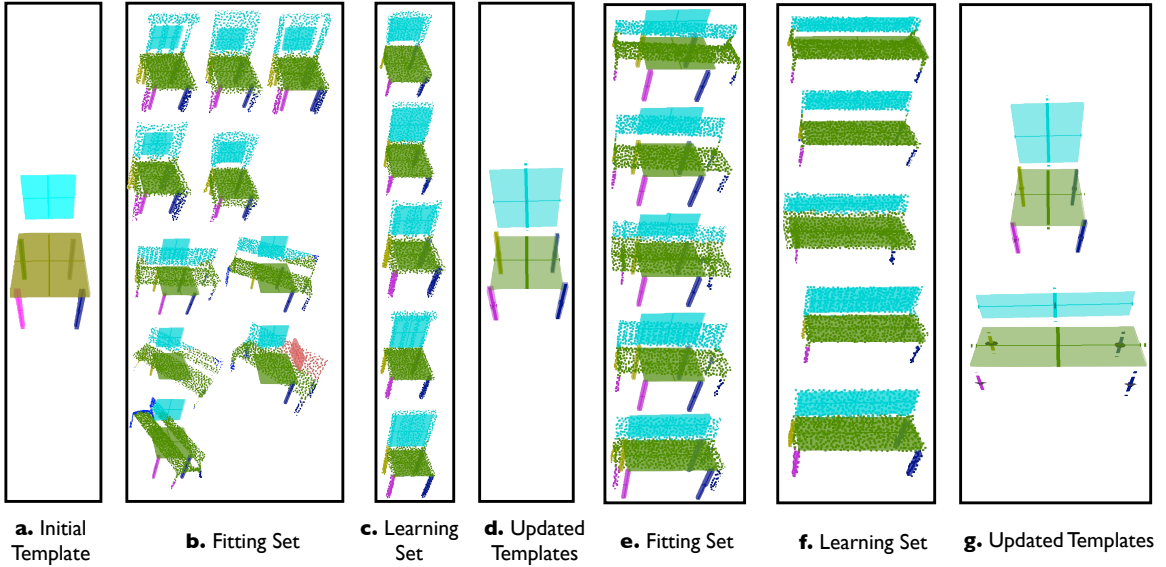 a. Initial
Template
b. Fitting Set
c. Learning
Set
d. Updated
Templates
e. Fitting Set
f. Learning Set
g. Updated Templates